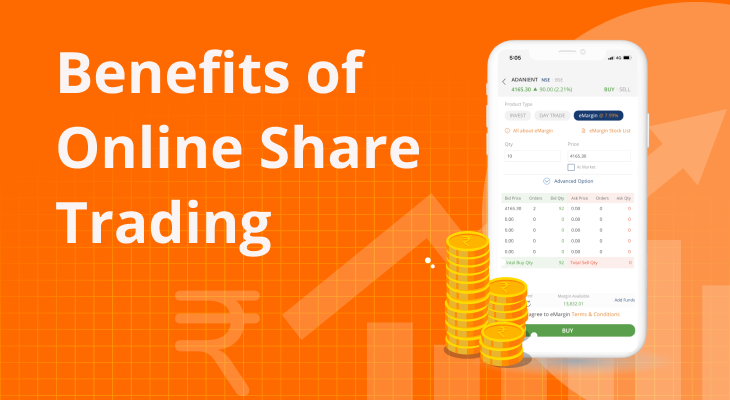 Benefits of
Online Share
Trading
5:05
4G
ADANIENT NSE BSE
4165.30 ▲ 90.00 (2.21%) BUY SELL
Product Type
INVEST DAY TRADE eMargin @ 7.99%
All about eMargin eMargin Stock List
Qty Price
10 4165.30
At Market
Advanced Option
Bid Price Orders Bid Qty Ask Price Orders Ask Qty
4165.30 2 92 0.00 0 0
0.00 0 0 0.00 0 0
0.00 0 0 0.00 0 0
0.00 0 0 0.00 0 0
0.00 0 0 0.00 0 0
Total Buy Qty 92 Total Sell Qty 0
Margin Available Add Funds
13,832.01
agree to eMargin Terms & Conditions
BUY